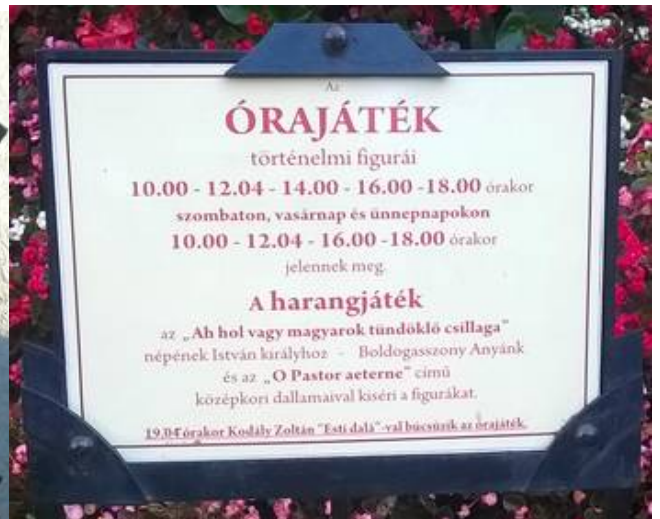 Az
ÓRAJÁTÉK
történelmi figurái
10.00 - 12.04 - 14.00 - 16.00 -18.00 órakor
szombaton, vasárnap és ünnepnapokon
10.00 - 12.04 - 16.00 -18.00 órakor
jelennek meg.
A harangjáték
az „Ah hol vagy magyarok tündöklő csillaga"
népének István királyhoz - Boldogasszony Anyánk
és az „O Pastor aeterne" című
középkori dallamaival kíséri a figurákat.
19.04 órakor Kodály Zoltán "Esti dala"-val búcsúzik az órajáték.